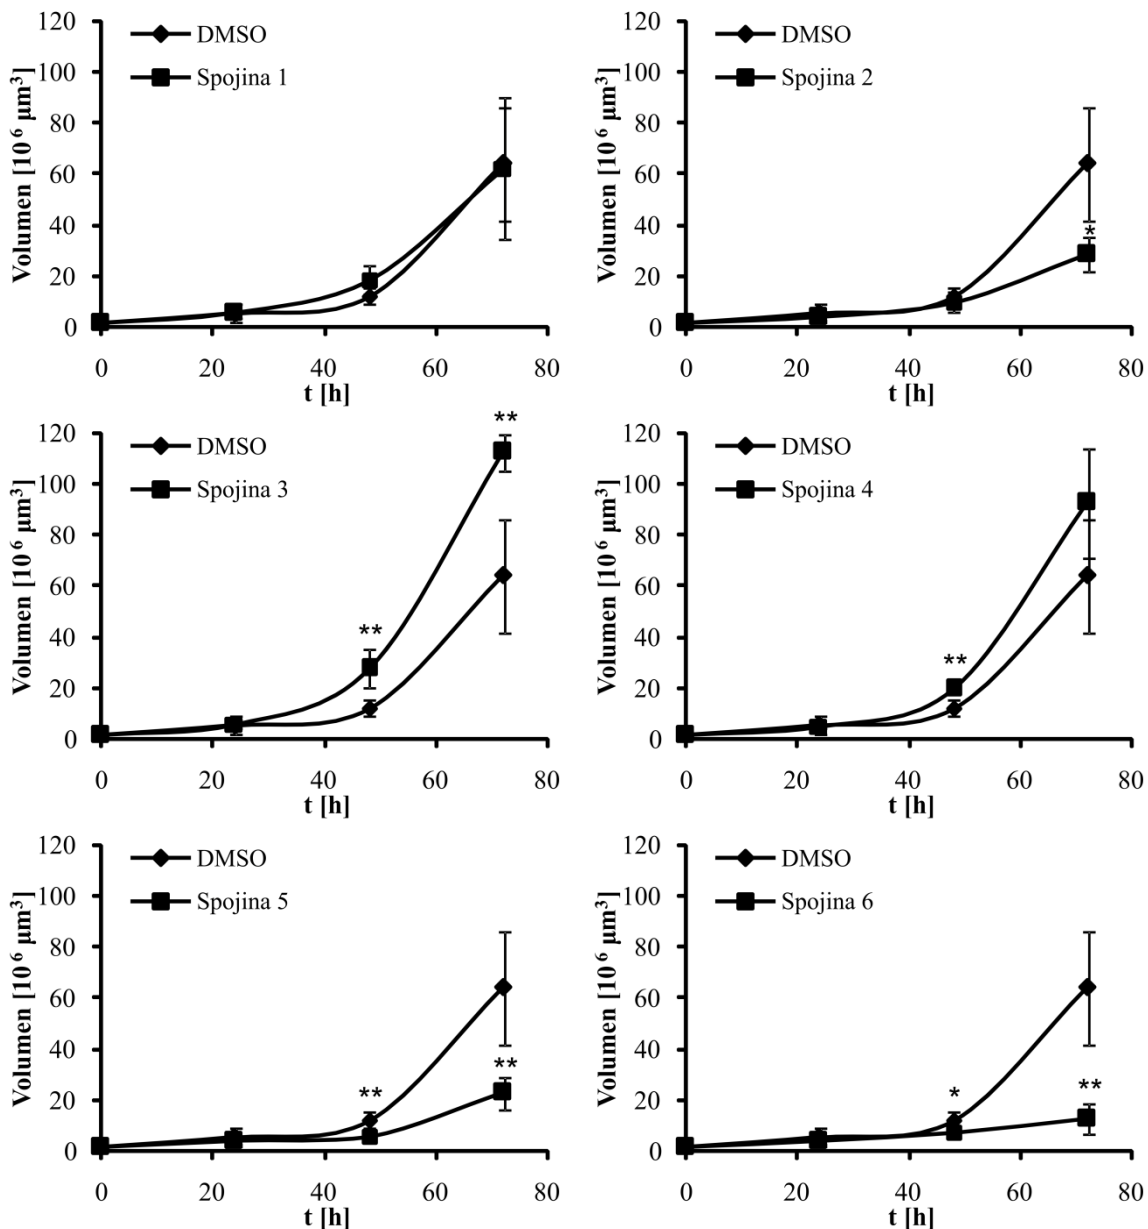 120
100
80
60
40
20
0
Volumen [10⁶ µm³]
DMSO
Spojina 1
0 20 40 60 80
t [h]
120
100
80
60
40
20
0
Volumen [10⁶ µm³]
DMSO
Spojina 2
*
0 20 40 60 80
t [h]
120
100
80
60
40
20
0
Volumen [10⁶ µm³]
DMSO
Spojina 3
**
**
0 20 40 60 80
t [h]
120
100
80
60
40
20
0
Volumen [10⁶ µm³]
DMSO
Spojina 4
**
0 20 40 60 80
t [h]
120
100
80
60
40
20
0
Volumen [10⁶ µm³]
DMSO
Spojina 5
**
**
0 20 40 60 80
t [h]
120
100
80
60
40
20
0
Volumen [10⁶ µm³]
DMSO
Spojina 6
*
**
0 20 40 60 80
t [h]